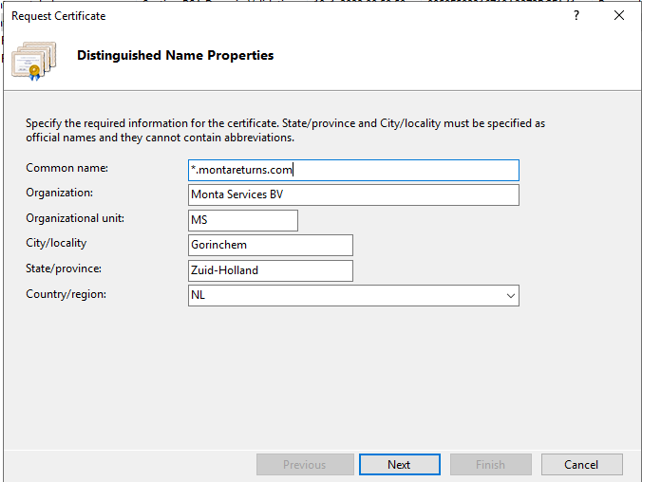 Request Certificate
?
Distinguished Name Properties
Specify the required information for the certificate. State/province and City/locality must be specified as
official names and they cannot contain abbreviations.
Common name:
*.montareturns.com
Organization:
Monta Services BV
Organizational unit:
MS
City/locality
Gorinchem
State/province:
Zuid-Holland
Country/region:
NL
Previous
Next
Finish
Cancel